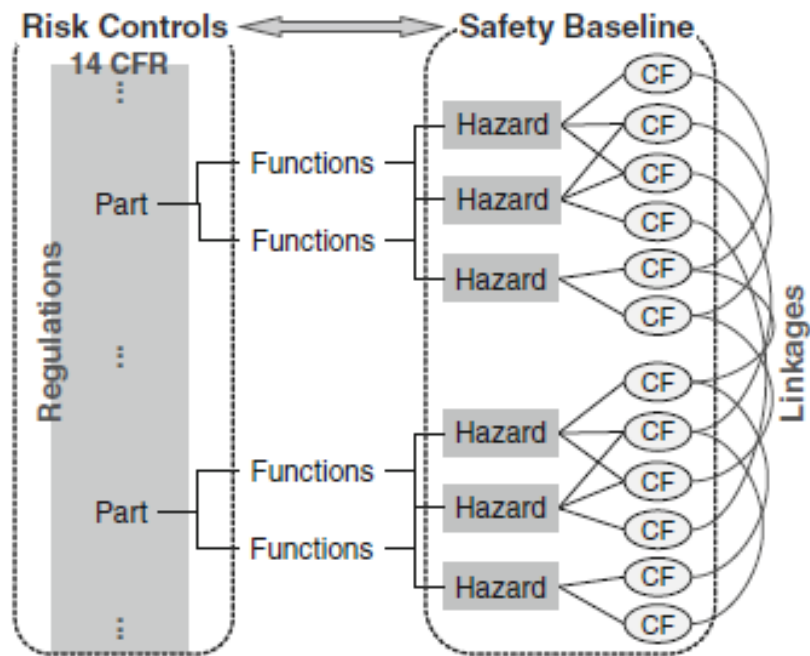 Risk Controls
Safety Baseline
14 CFR
...
CF
CF
Hazard
Functions
CF
Part
Hazard
CF
Functions
CF
Hazard
CF
Regulations
...
Linkages
CF
CF
Hazard
Functions
CF
Part
Hazard
CF
Functions
CF
Hazard
CF
...